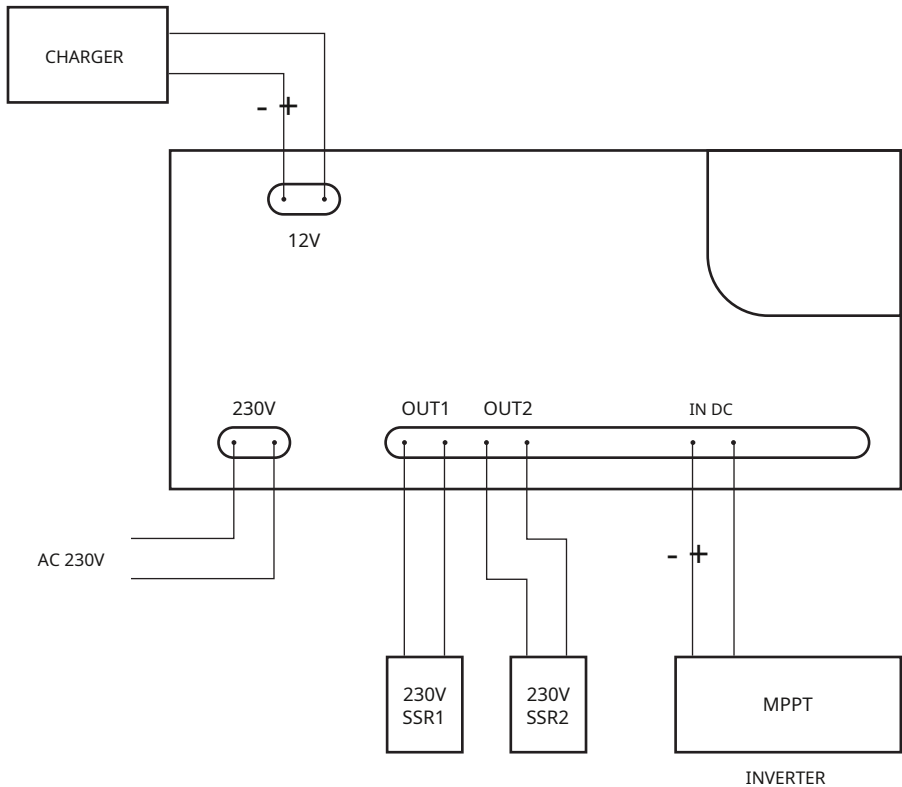 CHARGER
- +
12V
230V
OUT1 OUT2
IN DC
AC 230V
- +
230V
SSR1
230V
SSR2
MPPT
INVERTER